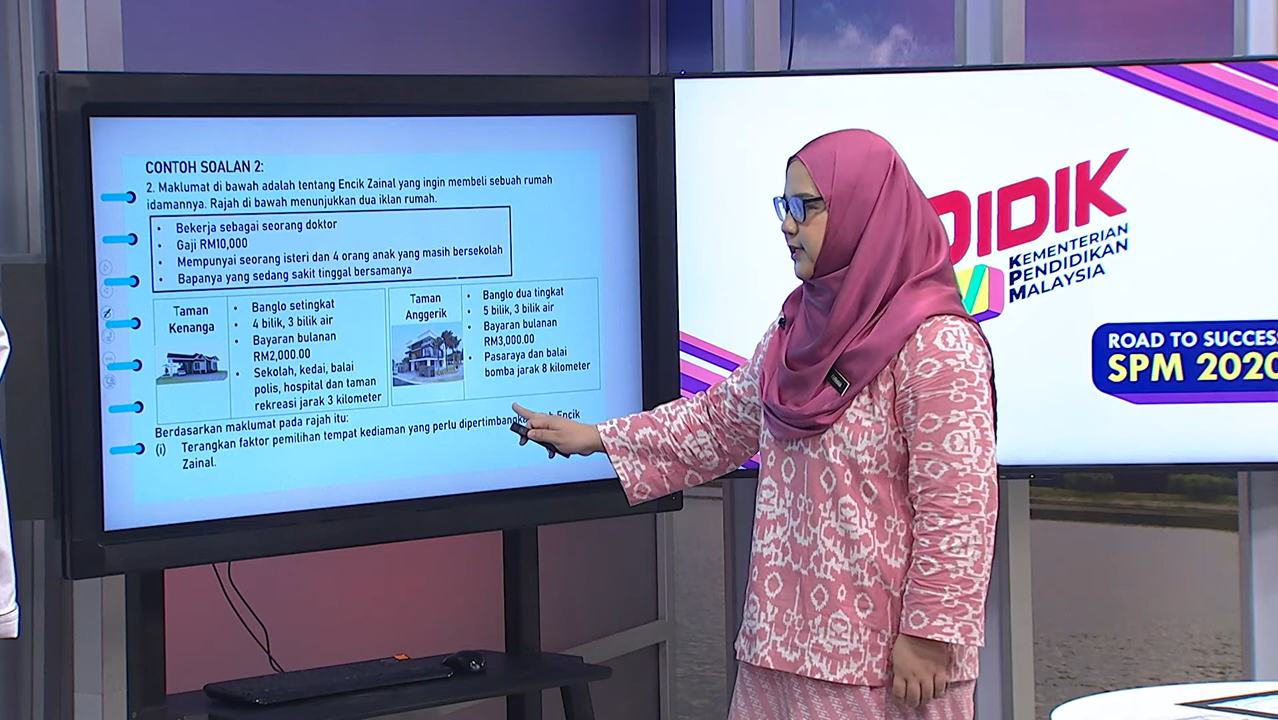 CONTOH SOALAN 2:
2. Maklumat di bawah adalah tentang Encik Zainal yang ingin membeli sebuah rumah
idamannya. Rajah di bawah menunjukkan dua iklan rumah.
• Bekerja sebagai seorang doktor
• Gaji RM10,000
• Mempunyai seorang isteri dan 4 orang anak yang masih bersekolah
• Bapanya yang sedang sakit tinggal bersamanya
Taman
Kenanga
• Banglo setingkat
• 4 bilik, 3 bilik air
• Bayaran bulanan
RM2,000.00
• Sekolah, kedai, balai
polis, hospital dan taman
rekreasi jarak 3 kilometer
Taman
Anggerik
• Banglo dua tingkat
• 5 bilik, 3 bilik air
• Bayaran bulanan
RM3,000.00
• Pasaraya dan balai
bomba jarak 8 kilometer
Berdasarkan maklumat pada rajah itu:
(i) Terangkan faktor pemilihan tempat kediaman yang perlu Encik
Zainal.
DIDIK
KEMENTERIAN
PENDIDIKAN
MALAYSIA
ROAD TO SUCCESS
SPM 2020